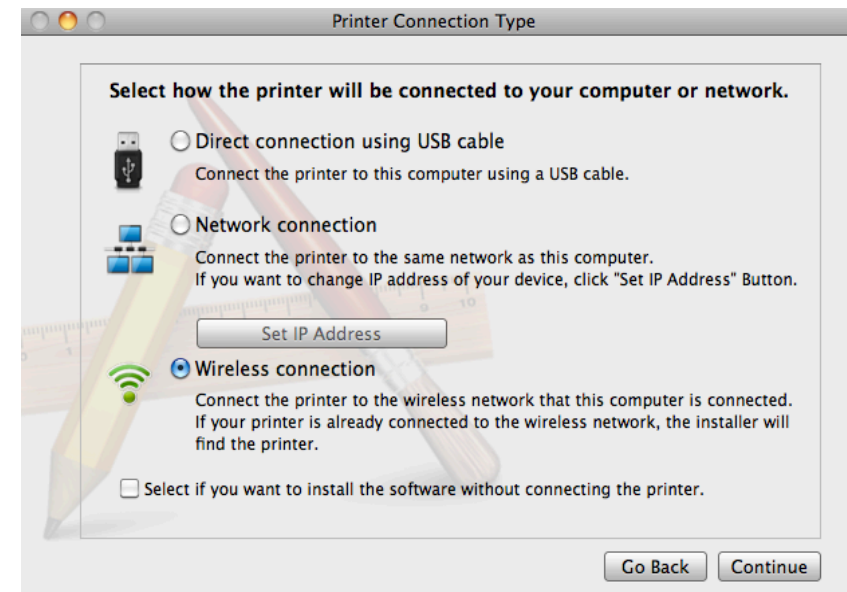 Printer Connection Type
Select how the printer will be connected to your computer or network.
Direct connection using USB cable
Connect the printer to this computer using a USB cable.
Network connection
Connect the printer to the same network as this computer.
If you want to change IP address of your device, click "Set IP Address" Button.
Set IP Address
Wireless connection
Connect the printer to the wireless network that this computer is connected.
If your printer is already connected to the wireless network, the installer will
find the printer.
Select if you want to install the software without connecting the printer.
Go Back Continue